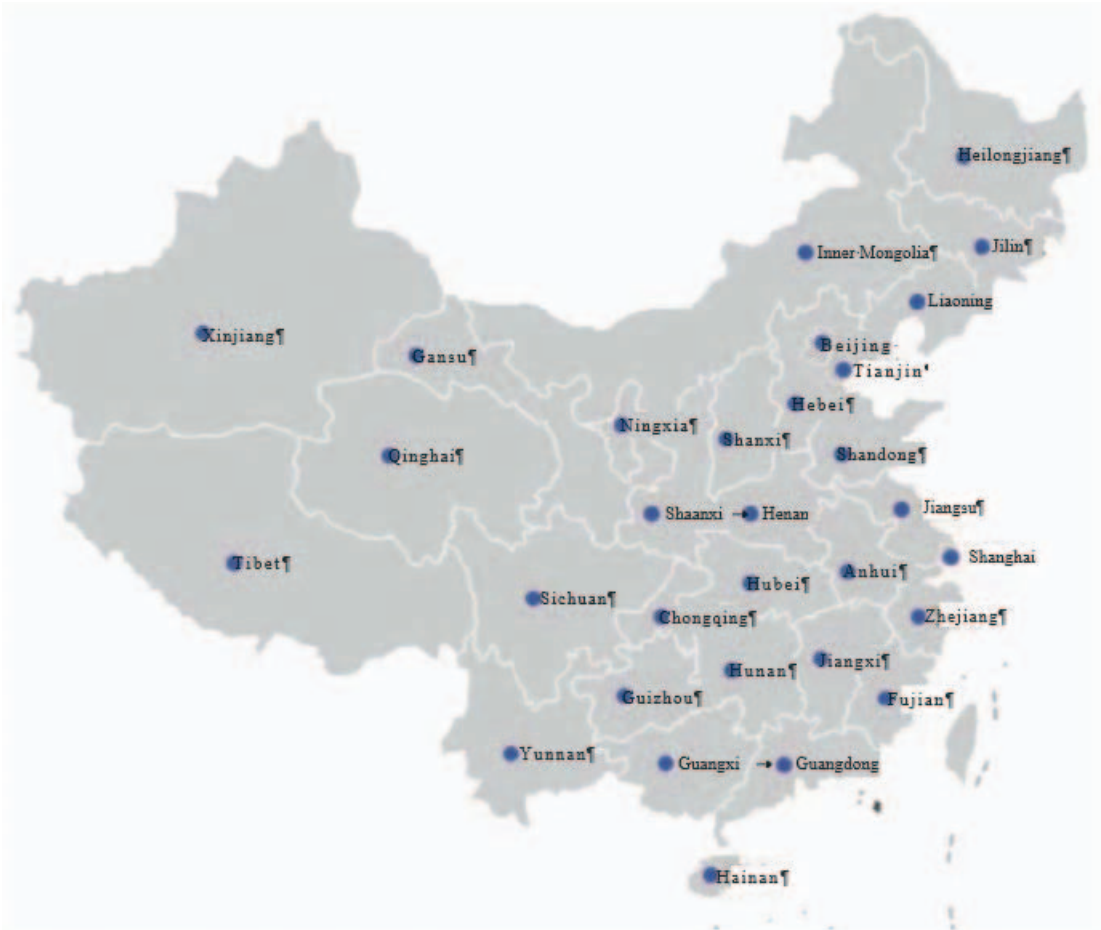 Heilongjiang¶
Inner·Mongolia¶
Jilin¶
Liaoning
Xinjiang¶
Beijing·
Gansu¶
Tianjin'
Hebei¶
Ningxia¶
Shanxi¶
Qinghai¶
Shandong¶
Shaanxi → Henan
Jiangsu¶
Shanghai
Tibet¶
Anhui¶
Hubei¶
Sichuan¶
Chongqing¶
Zhejiang¶
Jiangxi¶
Hunan¶
Guizhou¶
Fujian¶
Yunnan¶
Guangxi → Guangdong
Hainan¶